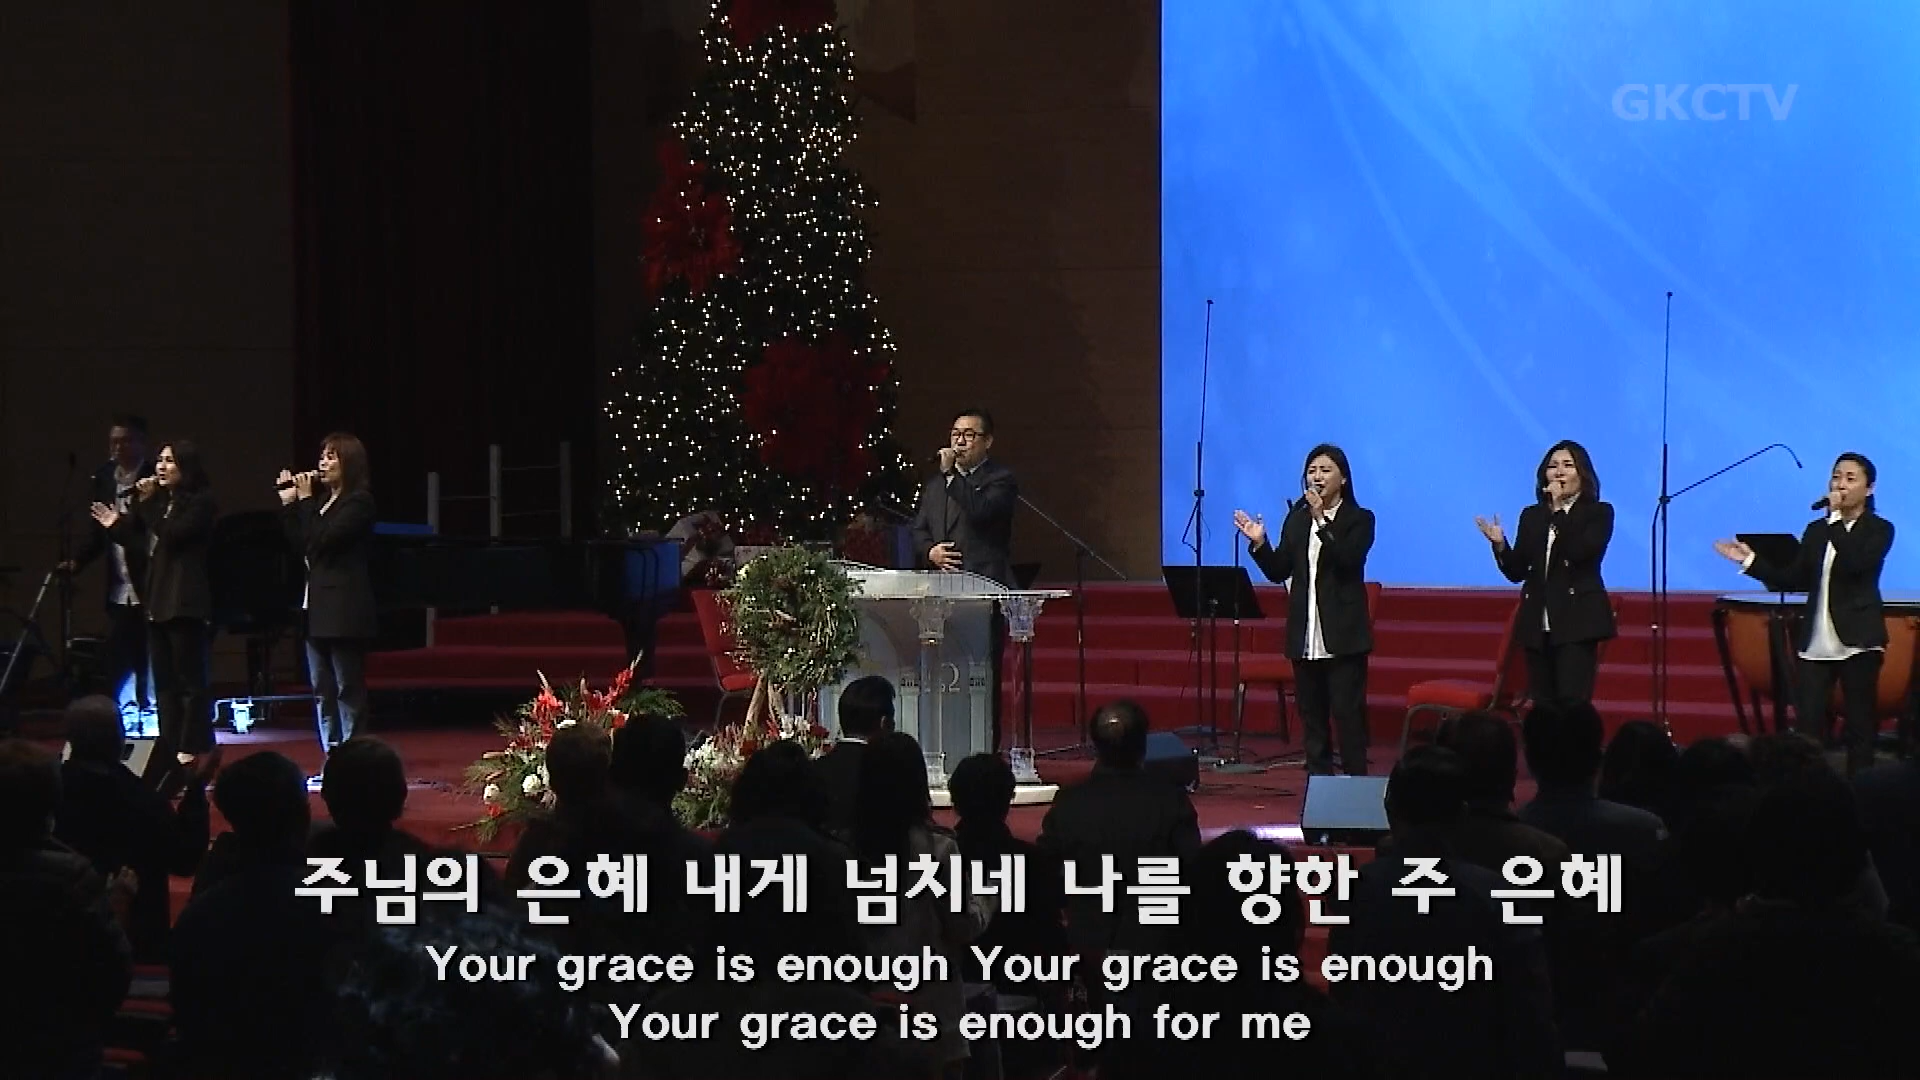 GKCTV
주님의 은혜 내게 넘치네 나를 향한 주 은혜
Your grace is enough Your grace is enough
Your grace is enough for me